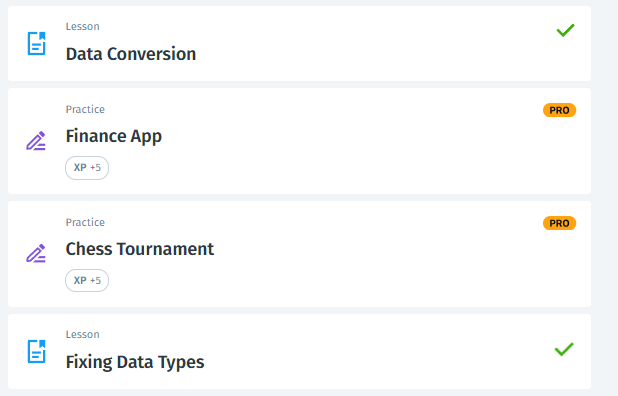 Lesson
Data Conversion
Practice
PRO
Finance App
XP +5
Practice
PRO
Chess Tournament
XP +5
Lesson
Fixing Data Types